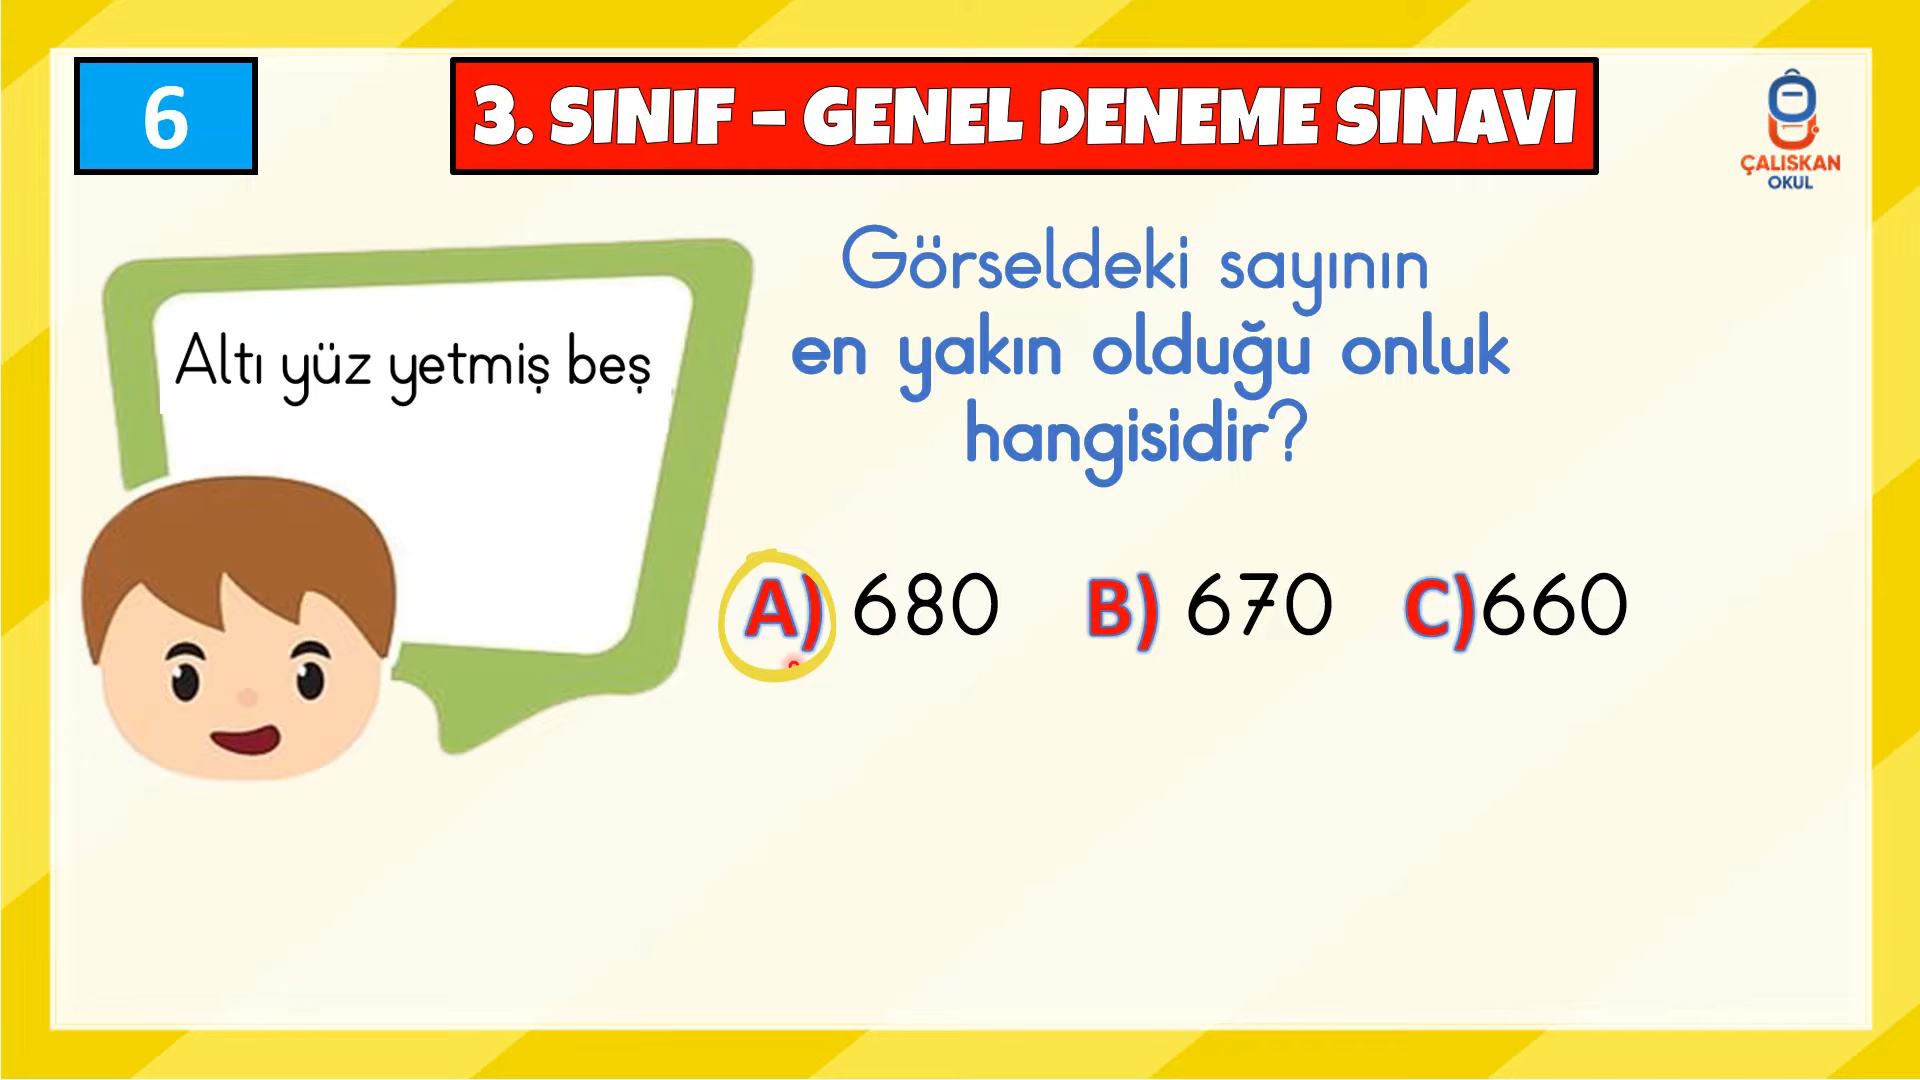 6
3. SINIF - GENEL DENEME SINAVI
ÇALIŞKAN
OKUL
Altı yüz yetmiş beş
Görseldeki sayının
en yakın olduğu onluk
hangisidir?
A) 680 B) 670 C)660